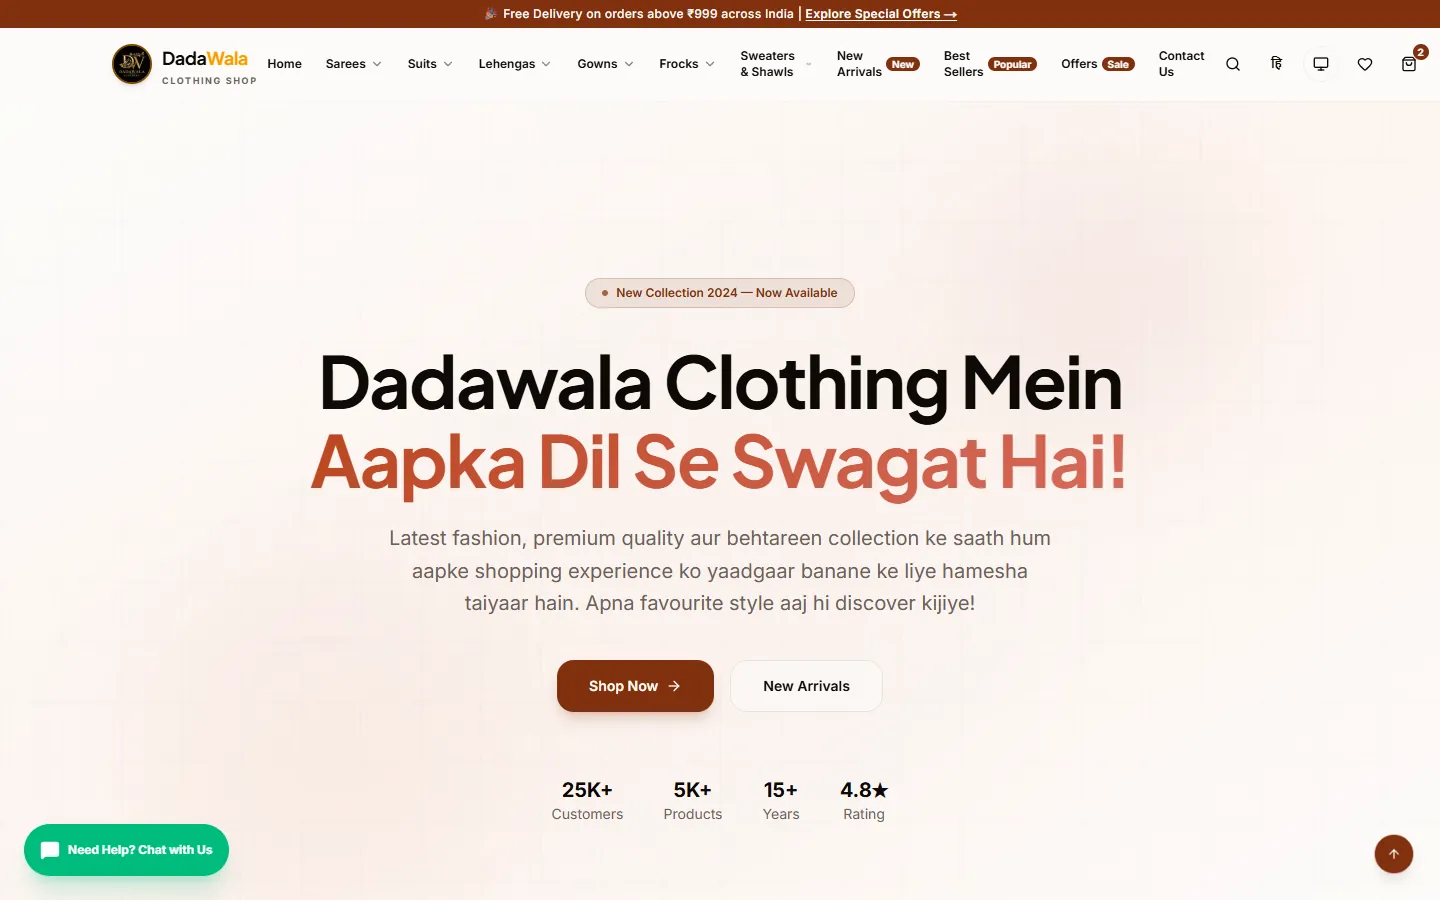 🎉 Free Delivery on orders above ₹999 across India | Explore Special Offers →
DadaWala
CLOTHING SHOP
Home
Sarees
Suits
Lehengas
Gowns
Frocks
Sweaters
& Shawls
New
Arrivals
New
Best
Sellers
Popular
Offers
Sale
Contact
Us
हि
2
New Collection 2024 — Now Available
Dadawala Clothing Mein
Aapka Dil Se Swagat Hai!
Latest fashion, premium quality aur behtareen collection ke saath hum
aapke shopping experience ko yaadgaar banane ke liye hamesha
taiyaar hain. Apna favourite style aaj hi discover kijiye!
Shop Now →
New Arrivals
25K+
Customers
5K+
Products
15+
Years
4.8★
Rating
Need Help? Chat with Us